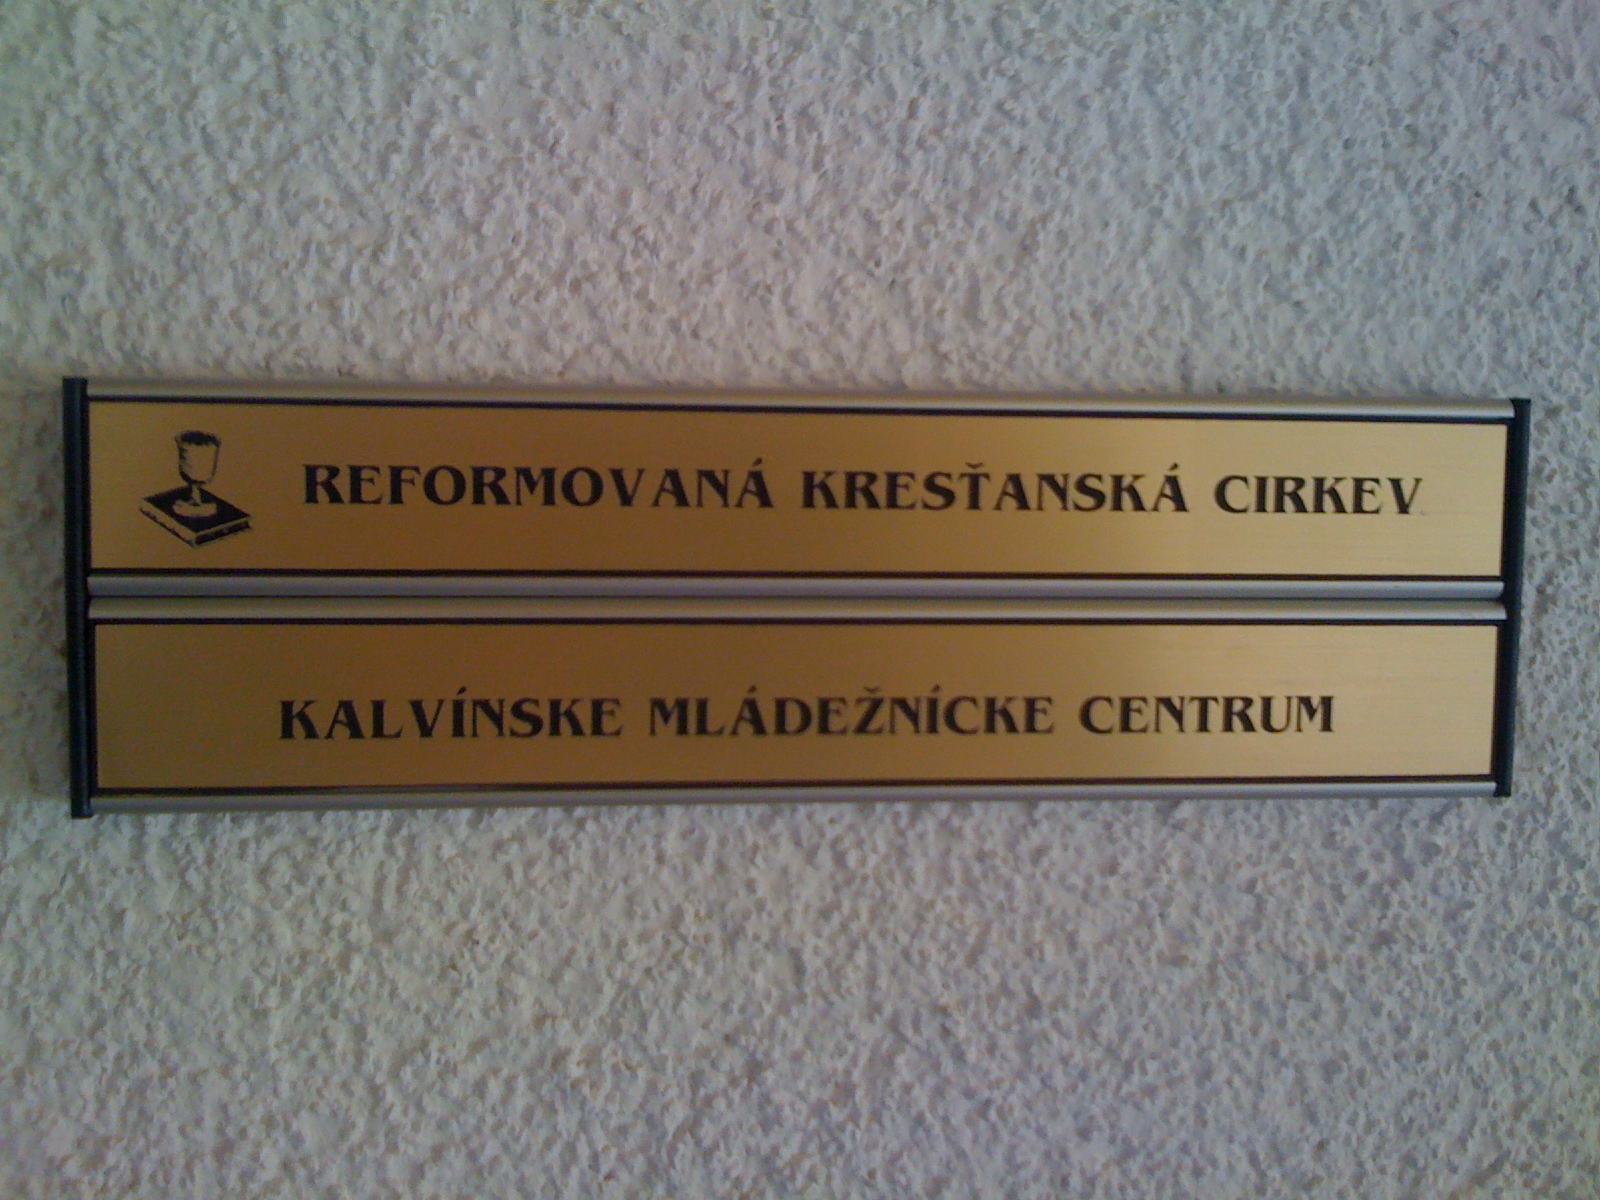 REFORMOVANÁ KRESŤANSKÁ CIRKEV
KALVÍNSKE MLÁDEŽNÍCKE CENTRUM